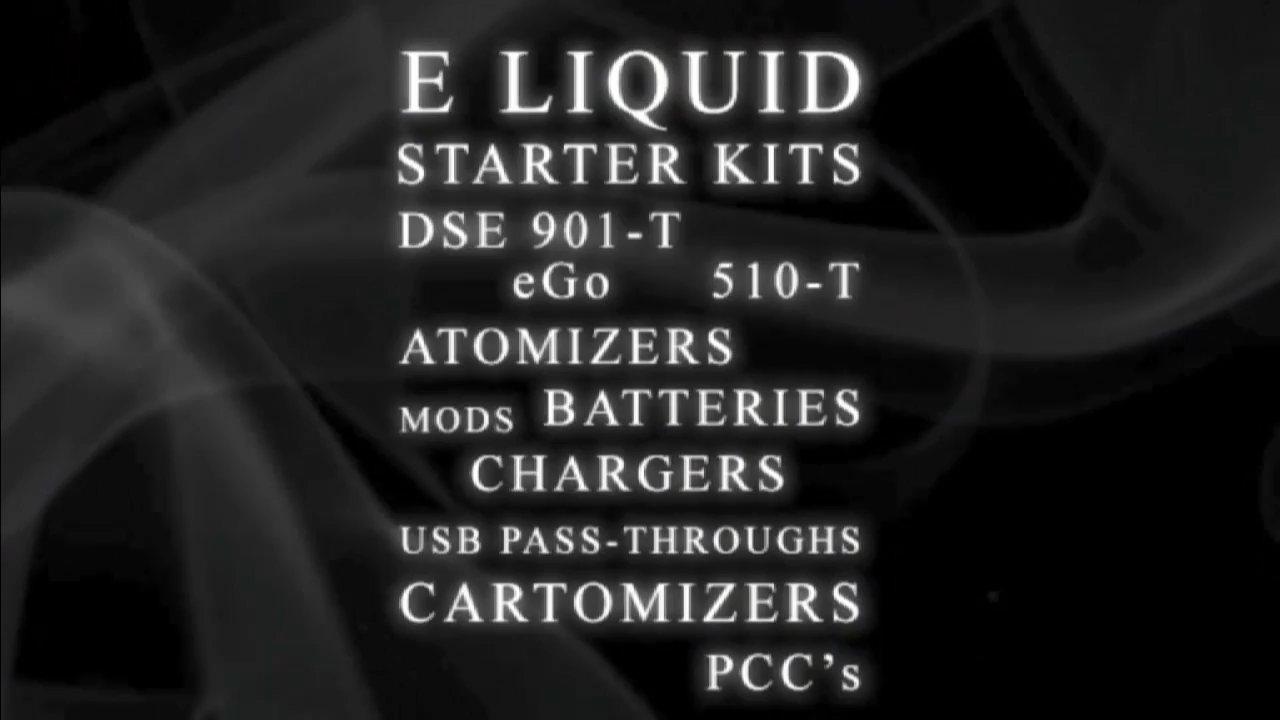 E LIQUID
STARTER KITS
DSE 901-T
eGo 510-T
ATOMIZERS
MODS BATTERIES
CHARGERS
USB PASS-THROUGHS
CARTOMIZERS
PCC’s